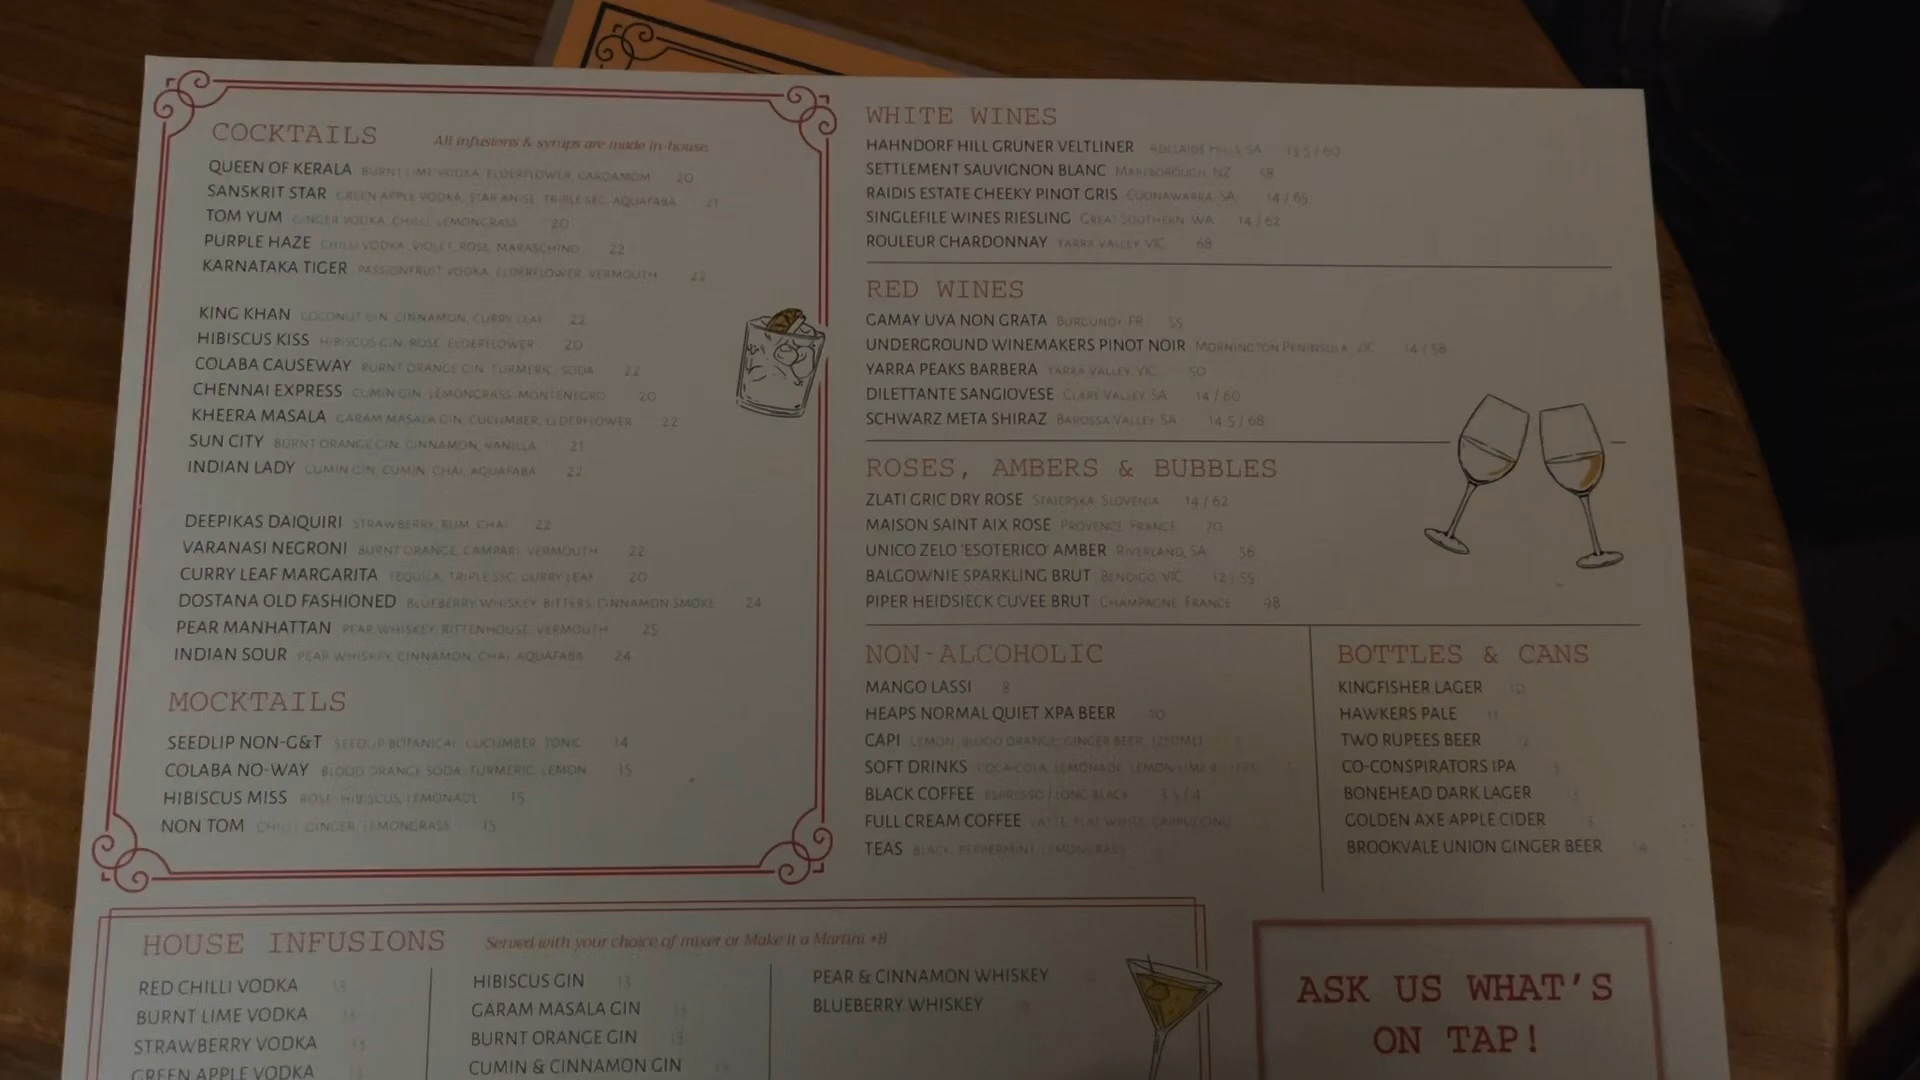 COCKTAILS
All infusions & syrups are made in-house.
QUEEN OF KERALA BURNT LIME VODKA, ELDERFLOWER, CARDAMOM 20
SANSKRIT STAR GREEN APPLE VODKA, STAR ANISE, TRIPLE SEC, AQUAFABA 21
TOM YUM GINGER VODKA, CHILLI, LEMONGRASS 20
PURPLE HAZE CHILLI VODKA, VIOLET, ROSE, MARASCHINO 22
KARNATAKA TIGER PASSIONFRUIT VODKA, ELDERFLOWER, VERMOUTH 22
KING KHAN COCONUT GIN, CINNAMON, CURRY LEAF 22
HIBISCUS KISS HIBISCUS GIN, ROSE, ELDERFLOWER 20
COLABA CAUSEWAY BURNT ORANGE GIN, TURMERIC, SODA 22
CHENNAI EXPRESS CUMIN GIN, LEMONGRASS, MONTENEGRO 20
KHEERA MASALA GARAM MASALA GIN, CUCUMBER, ELDERFLOWER 22
SUN CITY BURNT ORANGE GIN, CINNAMON, VANILLA 21
INDIAN LADY CUMIN GIN, CUMIN, CHAI, AQUAFABA 22
DEEPIKAS DAIQUIRI STRAWBERRY, RUM, CHAI 22
VARANASI NEGRONI BURNT ORANGE, CAMPARI, VERMOUTH 22
CURRY LEAF MARGARITA TEQUILA, TRIPLE SEC, CURRY LEAF 20
DOSTANA OLD FASHIONED BLUEBERRY WHISKEY, BITTERS, CINNAMON SMOKE 24
PEAR MANHATTAN PEAR WHISKEY, RITTENHOUSE, VERMOUTH 25
INDIAN SOUR PEAR WHISKEY, CINNAMON, CHAI, AQUAFABA 24
MOCKTAILS
SEEDLIP NON-G&T SEEDLIP BOTANICAL, CUCUMBER, TONIC 14
COLABA NO-WAY BLOOD ORANGE SODA, TURMERIC, LEMON 15
HIBISCUS MISS ROSE, HIBISCUS, LEMONADE 15
NON TOM CHILLI, GINGER, LEMONGRASS 15
WHITE WINES
HAHNDORF HILL GRUNER VELTLINER ADELAIDE HILLS, SA 13.5 / 60
SETTLEMENT SAUVIGNON BLANC MARLBOROUGH, NZ 58
RAIDIS ESTATE CHEEKY PINOT GRIS COONAWARRA, SA 14 / 65
SINGLEFILE WINES RIESLING GREAT SOUTHERN, WA 14 / 62
ROULEUR CHARDONNAY YARRA VALLEY, VIC 68
RED WINES
GAMAY UVA NON GRATA BURGUNDY, FR 55
UNDERGROUND WINEMAKERS PINOT NOIR MORNINGTON PENINSULA, VIC 14 / 58
YARRA PEAKS BARBERA YARRA VALLEY, VIC 50
DILETTANTE SANGIOVESE CLARE VALLEY, SA 14 / 60
SCHWARZ META SHIRAZ BAROSSA VALLEY, SA 14.5 / 68
ROSES, AMBERS & BUBBLES
ZLATI GRIC DRY ROSE STAJERSKA, SLOVENIA 14 / 62
MAISON SAINT AIX ROSE PROVENCE, FRANCE 70
UNICO ZELO 'ESOTERICO' AMBER RIVERLAND, SA 56
BALGOWNIE SPARKLING BRUT BENDIGO, VIC 12 / 55
PIPER HEIDSIECK CUVEE BRUT CHAMPAGNE, FRANCE 98
NON-ALCOHOLIC
MANGO LASSI 8
HEAPS NORMAL QUIET XPA BEER 10
CAPI LEMON, BLOOD ORANGE, GINGER BEER, (250ML)
SOFT DRINKS COCA-COLA, LEMONADE, LEMON LIME &
BLACK COFFEE ESPRESSO / LONG BLACK 3.5 / 4
FULL CREAM COFFEE LATTE, FLAT WHITE, CAPPUCCINO
TEAS BLACK, PEPPERMINT, LEMONGRASS
BOTTLES & CANS
KINGFISHER LAGER 10
HAWKERS PALE 11
TWO RUPEES BEER 12
CO-CONSPIRATORS IPA
BONEHEAD DARK LAGER
GOLDEN AXE APPLE CIDER
BROOKVALE UNION GINGER BEER 14
HOUSE INFUSIONS Served with your choice of mixer or Make it a Martini +8
RED CHILLI VODKA 13
BURNT LIME VODKA 13
STRAWBERRY VODKA 13
GREEN APPLE VODKA 13
HIBISCUS GIN 13
GARAM MASALA GIN 13
BURNT ORANGE GIN 13
CUMIN & CINNAMON GIN
PEAR & CINNAMON WHISKEY
BLUEBERRY WHISKEY
ASK US WHAT'S
ON TAP!